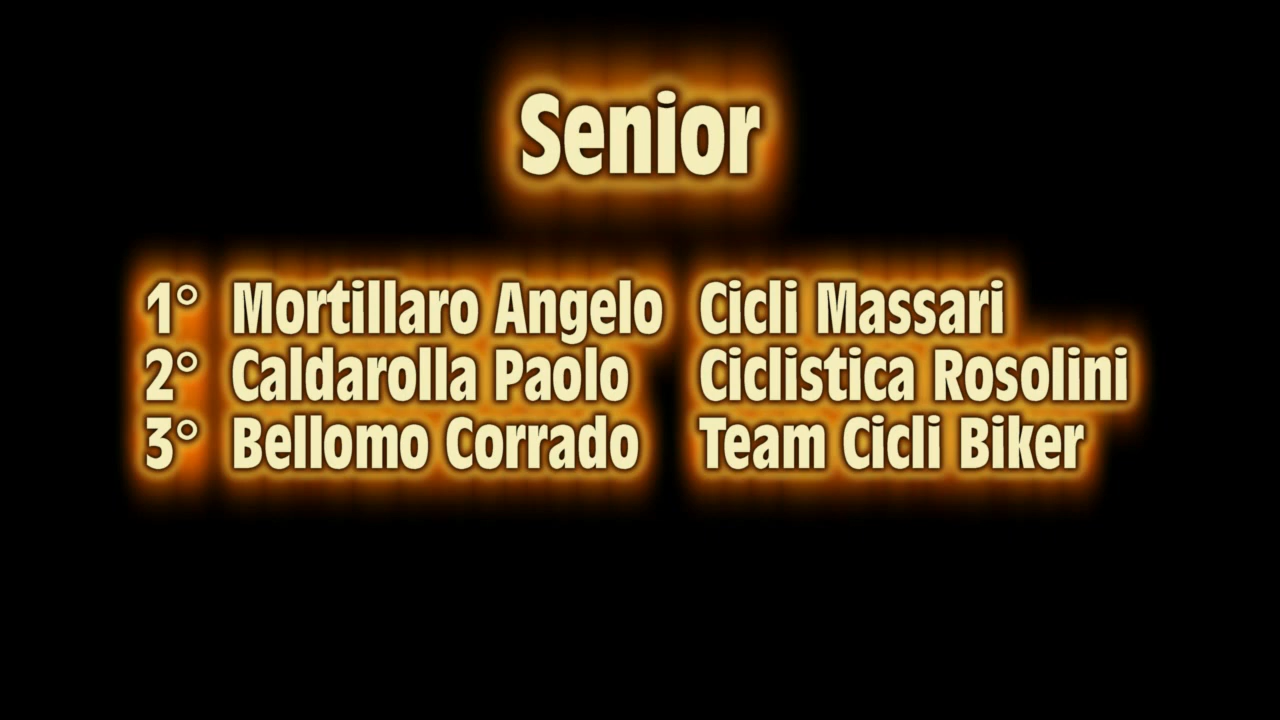 Senior
1° Mortillaro Angelo Cicli Massari
2° Caldarolla Paolo Ciclistica Rosolini
3° Bellomo Corrado Team Cicli Biker